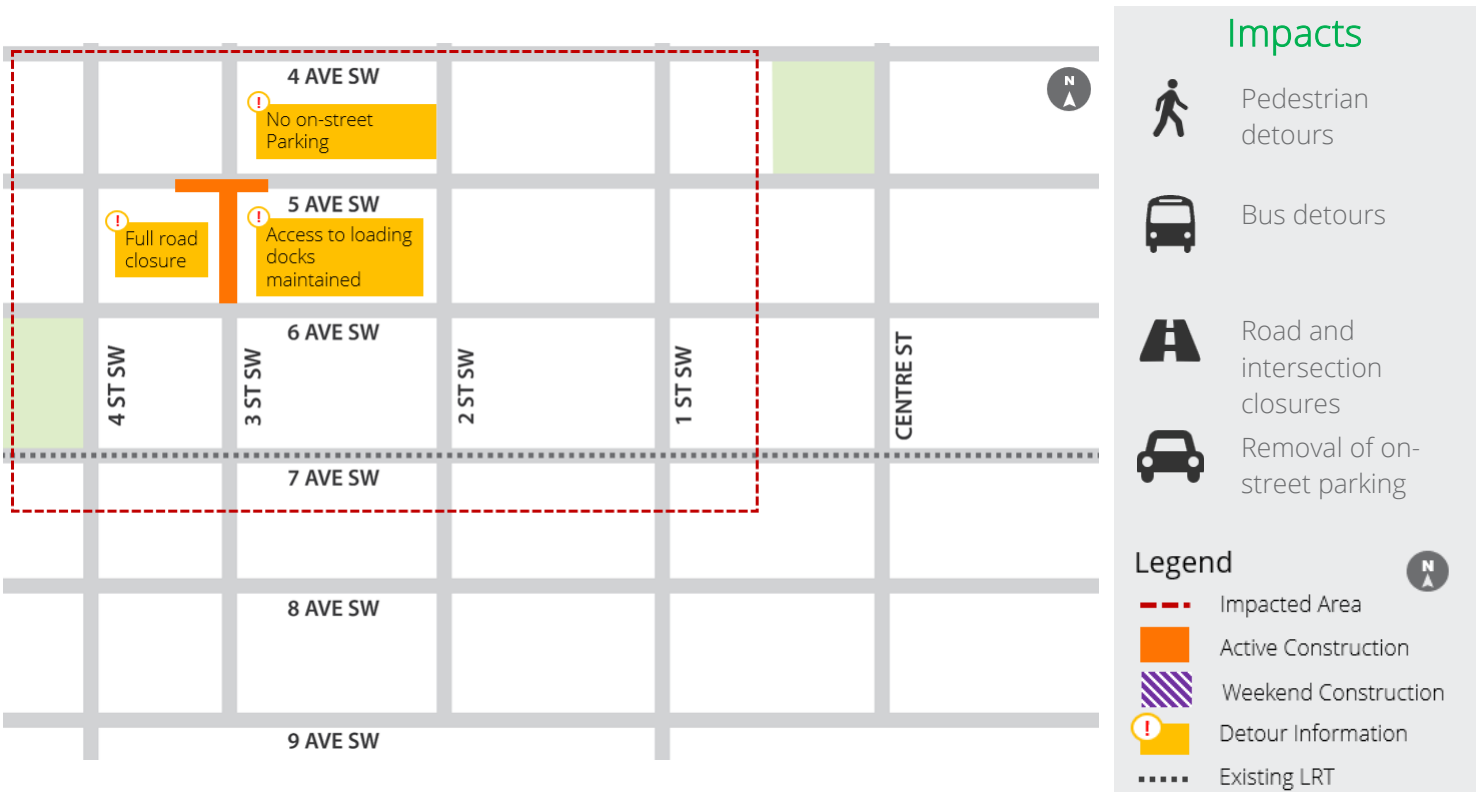 4 AVE SW
!
No on-street
Parking
5 AVE SW
!
Full road
closure
!
Access to loading
docks
maintained
6 AVE SW
4 ST SW
3 ST SW
2 ST SW
1 ST SW
CENTRE ST
7 AVE SW
8 AVE SW
9 AVE SW
N
Impacts
Pedestrian
detours
Bus detours
Road and
intersection
closures
Removal of on-
street parking
Legend
N
Impacted Area
Active Construction
Weekend Construction
!
Detour Information
Existing LRT